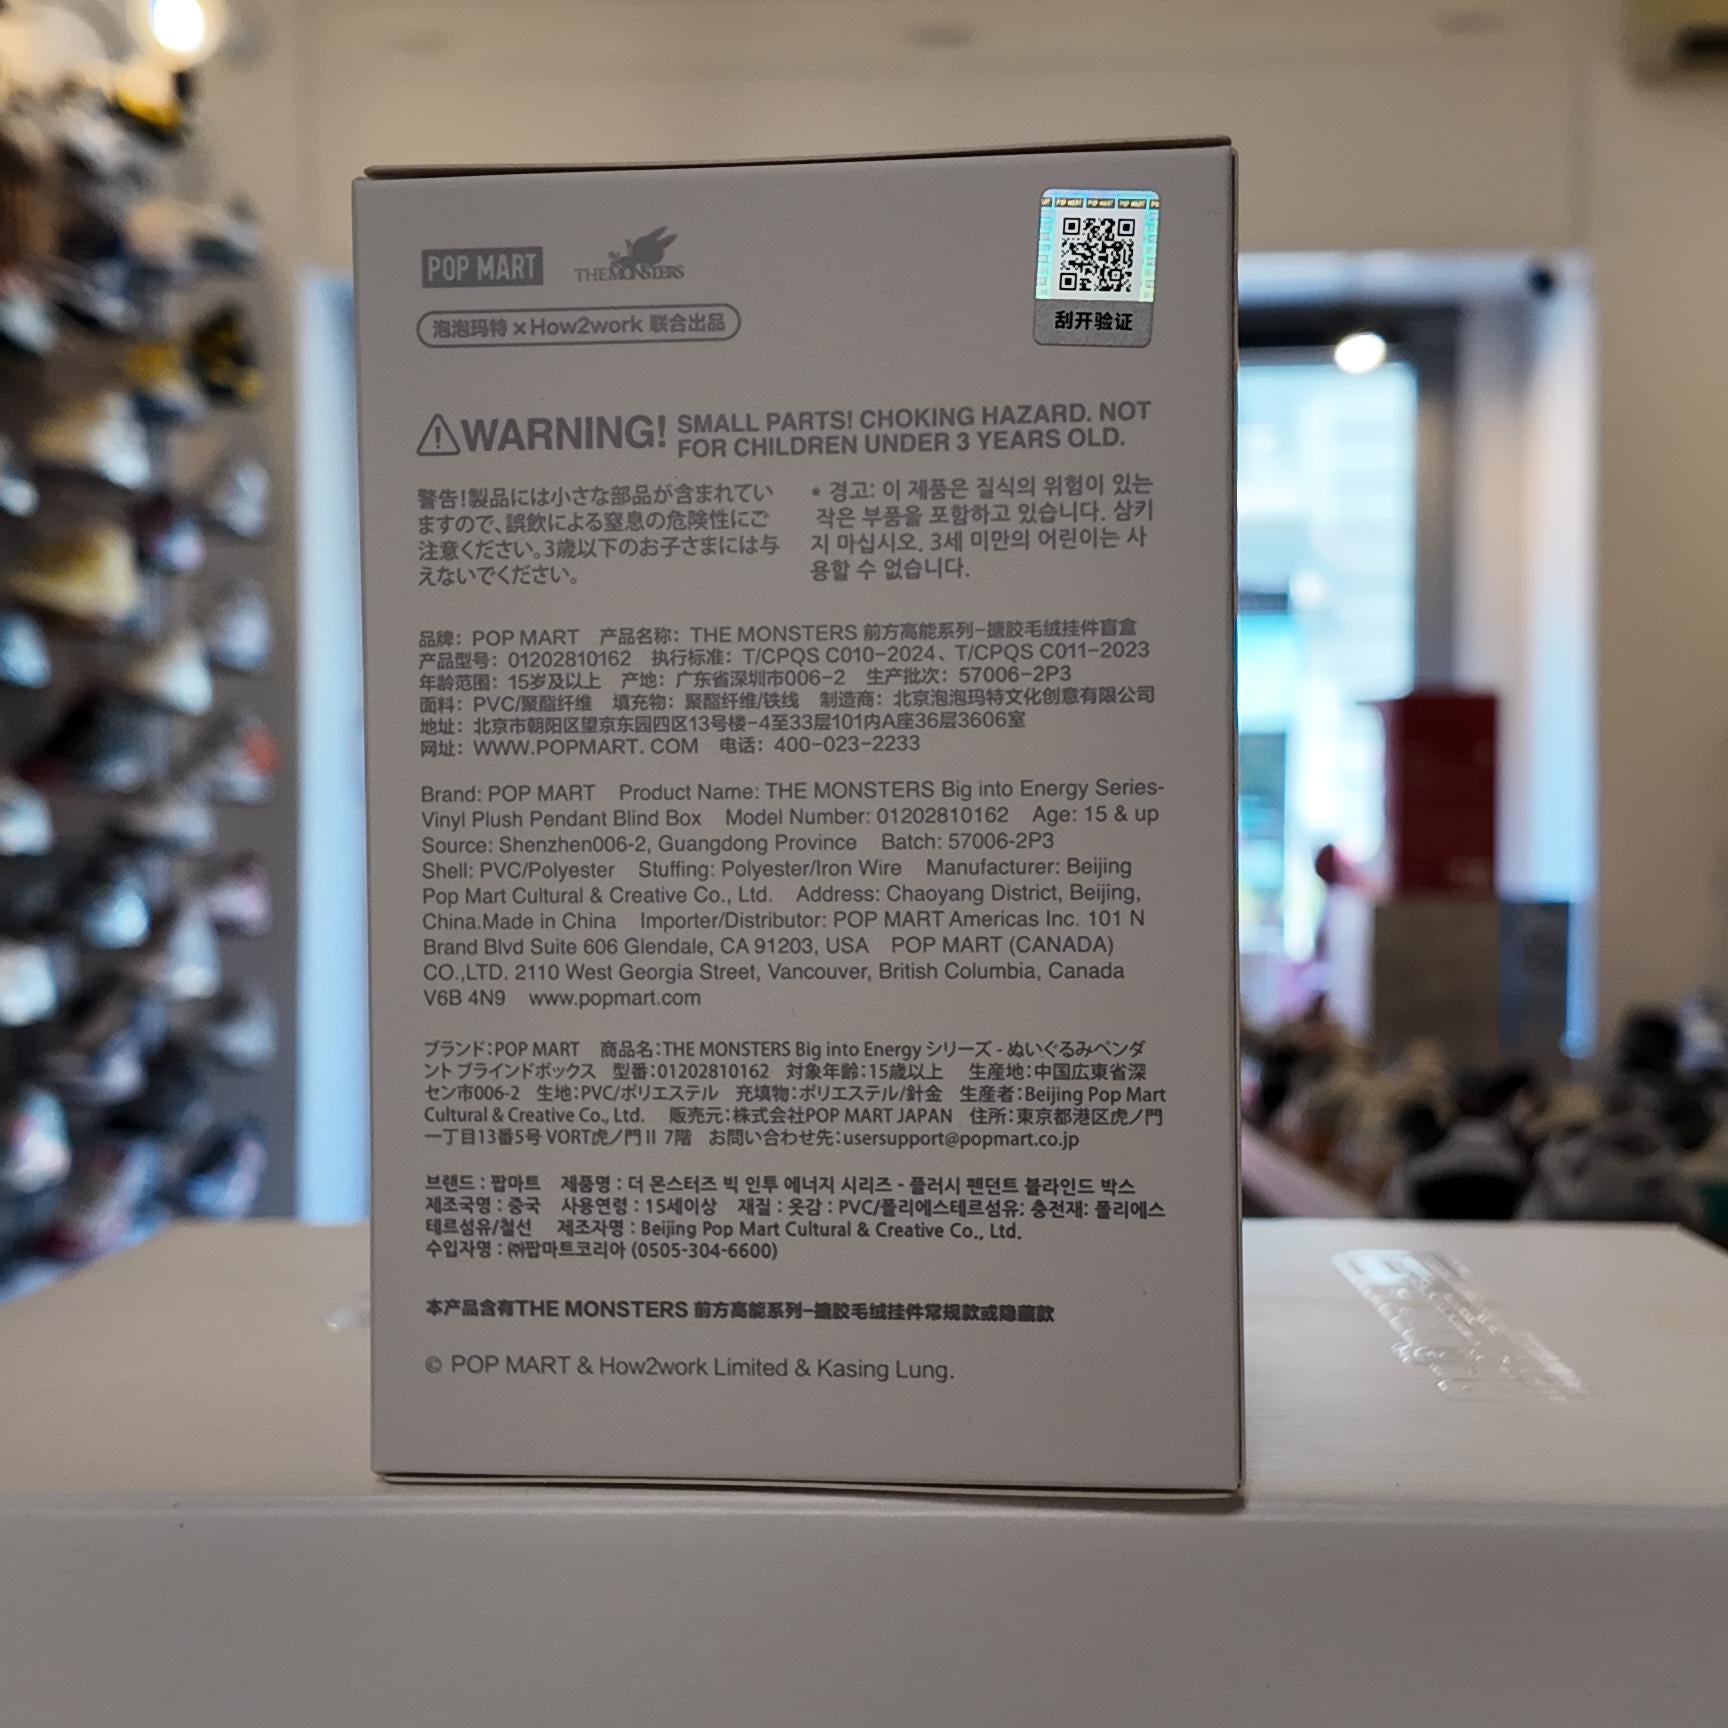 POP MART
THE MONSTERS
泡泡玛特×How2work 联合出品
POP MART POP MART POP MART
刮开验证
WARNING! SMALL PARTS! CHOKING HAZARD. NOT
FOR CHILDREN UNDER 3 YEARS OLD.
警告!製品には小さな部品が含まれてい
ますので、誤飲による窒息の危険性にご
注意ください。3歳以下のお子さまには与
えないでください。
* 경고: 이 제품은 질식의 위험이 있는
작은 부품을 포함하고 있습니다. 삼키
지 마십시오. 3세 미만의 어린이는 사
용할 수 없습니다.
品牌：POP MART 产品名称：THE MONSTERS 前方高能系列-搪胶毛绒挂件盲盒
产品型号：01202810162 执行标准：T/CPQS C010-2024、T/CPQS C011-2023
年龄范围：15岁及以上 产地：广东省深圳市006-2 生产批次：57006-2P3
面料：PVC/聚酯纤维 填充物：聚酯纤维/铁线 制造商：北京泡泡玛特文化创意有限公司
地址：北京市朝阳区望京东园四区13号楼-4至33层101内A座36层3606室
网址：WWW.POPMART. COM 电话：400-023-2233
Brand: POP MART Product Name: THE MONSTERS Big into Energy Series-
Vinyl Plush Pendant Blind Box Model Number: 01202810162 Age: 15 & up
Source: Shenzhen006-2, Guangdong Province Batch: 57006-2P3
Shell: PVC/Polyester Stuffing: Polyester/Iron Wire Manufacturer: Beijing
Pop Mart Cultural & Creative Co., Ltd. Address: Chaoyang District, Beijing,
China.Made in China Importer/Distributor: POP MART Americas Inc. 101 N
Brand Blvd Suite 606 Glendale, CA 91203, USA POP MART (CANADA)
CO.,LTD. 2110 West Georgia Street, Vancouver, British Columbia, Canada
V6B 4N9 www.popmart.com
ブランド:POP MART 商品名:THE MONSTERS Big into Energy シリーズ - ぬいぐるみペンダ
ント ブラインドボックス 型番:01202810162 対象年齢:15歳以上 生産地:中国広東省深
セン市006-2 生地:PVC/ポリエステル 充填物:ポリエステル/針金 生産者:Beijing Pop Mart
Cultural & Creative Co., Ltd. 販売元:株式会社POP MART JAPAN 住所:東京都港区虎ノ門
一丁目13番5号 VORT虎ノ門 II 7階 お問い合わせ先:usersupport@popmart.co.jp
브랜드 : 팝마트 제품명 : 더 몬스터즈 빅 인투 에너지 시리즈 - 플러시 펜던트 블라인드 박스
제조국명 : 중국 사용연령 : 15세이상 재질 : 옷감 : PVC/폴리에스테르섬유; 충전재: 폴리에스
테르섬유/철선 제조자명 : Beijing Pop Mart Cultural & Creative Co., Ltd.
수입자명 : ㈜팝마트코리아 (0505-304-6600)
本产品含有THE MONSTERS 前方高能系列-搪胶毛绒挂件常规款或隐藏款
© POP MART & How2work Limited & Kasing Lung.